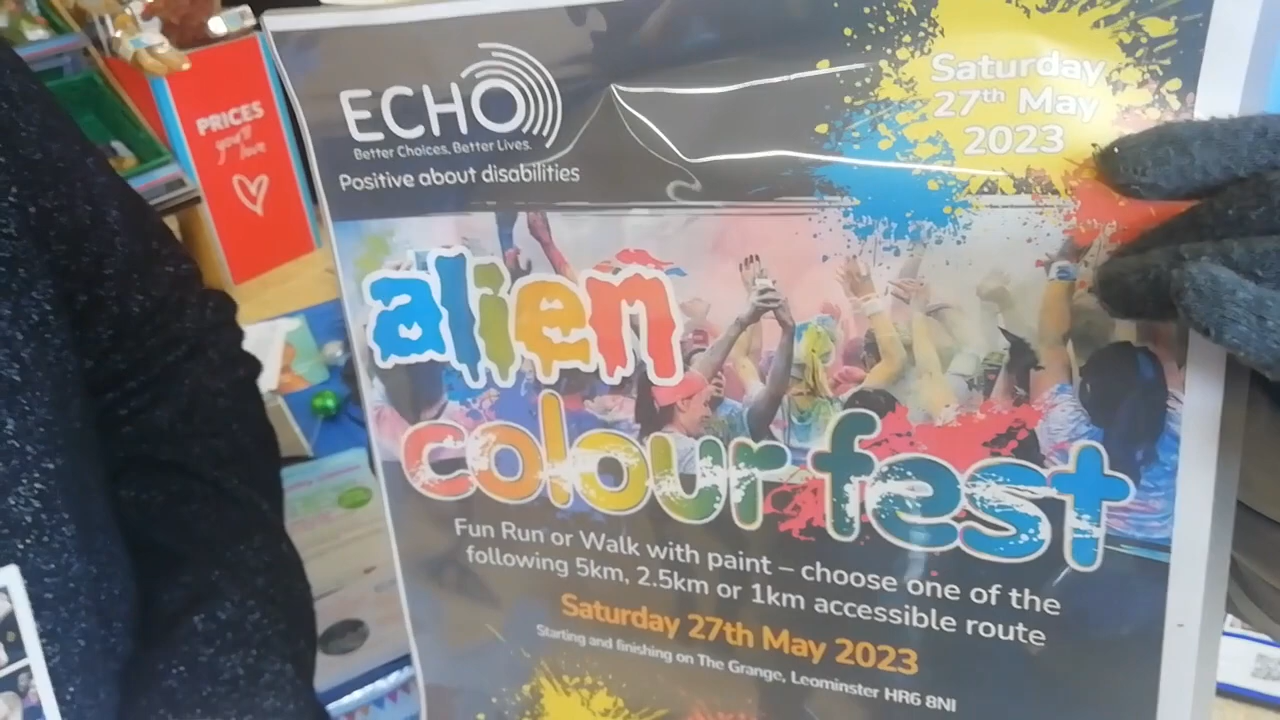 PRICES
you'll
love
ECHO
Better Choices, Better Lives.
Positive about disabilities
Saturday
27th May
2023
alien
colour fest
Fun Run or Walk with paint – choose one of the
following 5km, 2.5km or 1km accessible route
Saturday 27th May 2023
Starting and finishing on The Grange, Leominster HR6 8NI